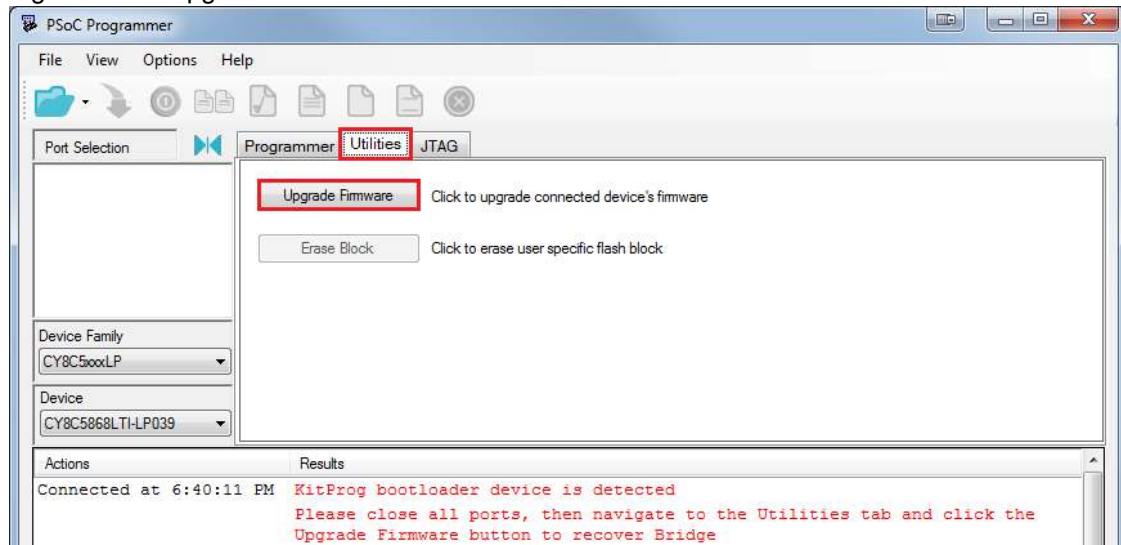 PSoC Programmer
File View Options Help
Port Selection
Programmer Utilities JTAG
Upgrade Firmware Click to upgrade connected device's firmware
Erase Block Click to erase user specific flash block
Device Family
CY8C5xxxLP
Device
CY8C5868LTI-LP039
Actions Results
Connected at 6:40:11 PM KitProg bootloader device is detected
Please close all ports, then navigate to the Utilities tab and click the
Upgrade Firmware button to recover Bridge